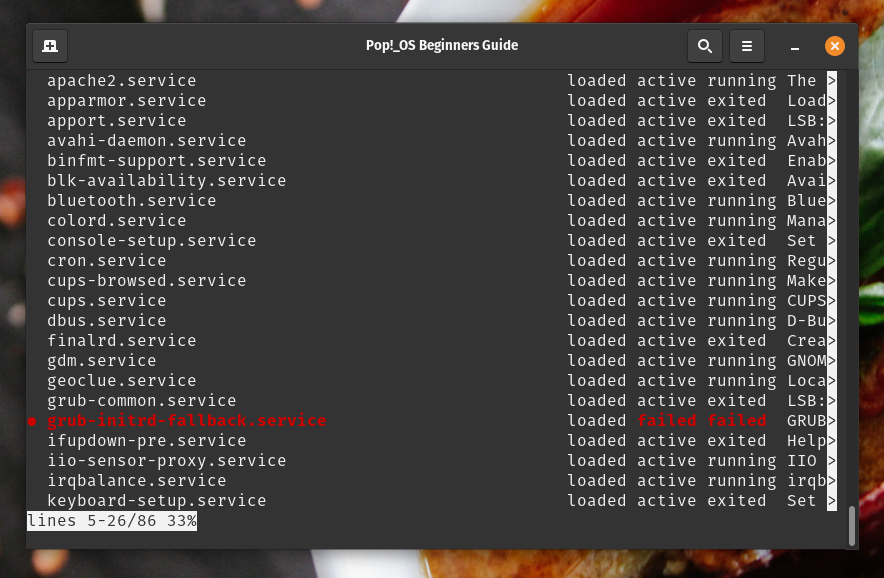 Pop!_OS Beginners Guide
apache2.service loaded active running The >
apparmor.service loaded active exited Load>
apport.service loaded active exited LSB:>
avahi-daemon.service loaded active running Avah>
binfmt-support.service loaded active exited Enab>
blk-availability.service loaded active exited Avai>
bluetooth.service loaded active running Blue>
colord.service loaded active running Mana>
console-setup.service loaded active exited Set >
cron.service loaded active running Regu>
cups-browsed.service loaded active running Make>
cups.service loaded active running CUPS>
dbus.service loaded active running D-Bu>
finalrd.service loaded active exited Crea>
gdm.service loaded active running GNOM>
geoclue.service loaded active running Loca>
grub-common.service loaded active exited LSB:>
● grub-initrd-fallback.service loaded failed failed GRUB>
ifupdown-pre.service loaded active exited Help>
iio-sensor-proxy.service loaded active running IIO >
irqbalance.service loaded active running irqb>
keyboard-setup.service loaded active exited Set >
lines 5-26/86 33%